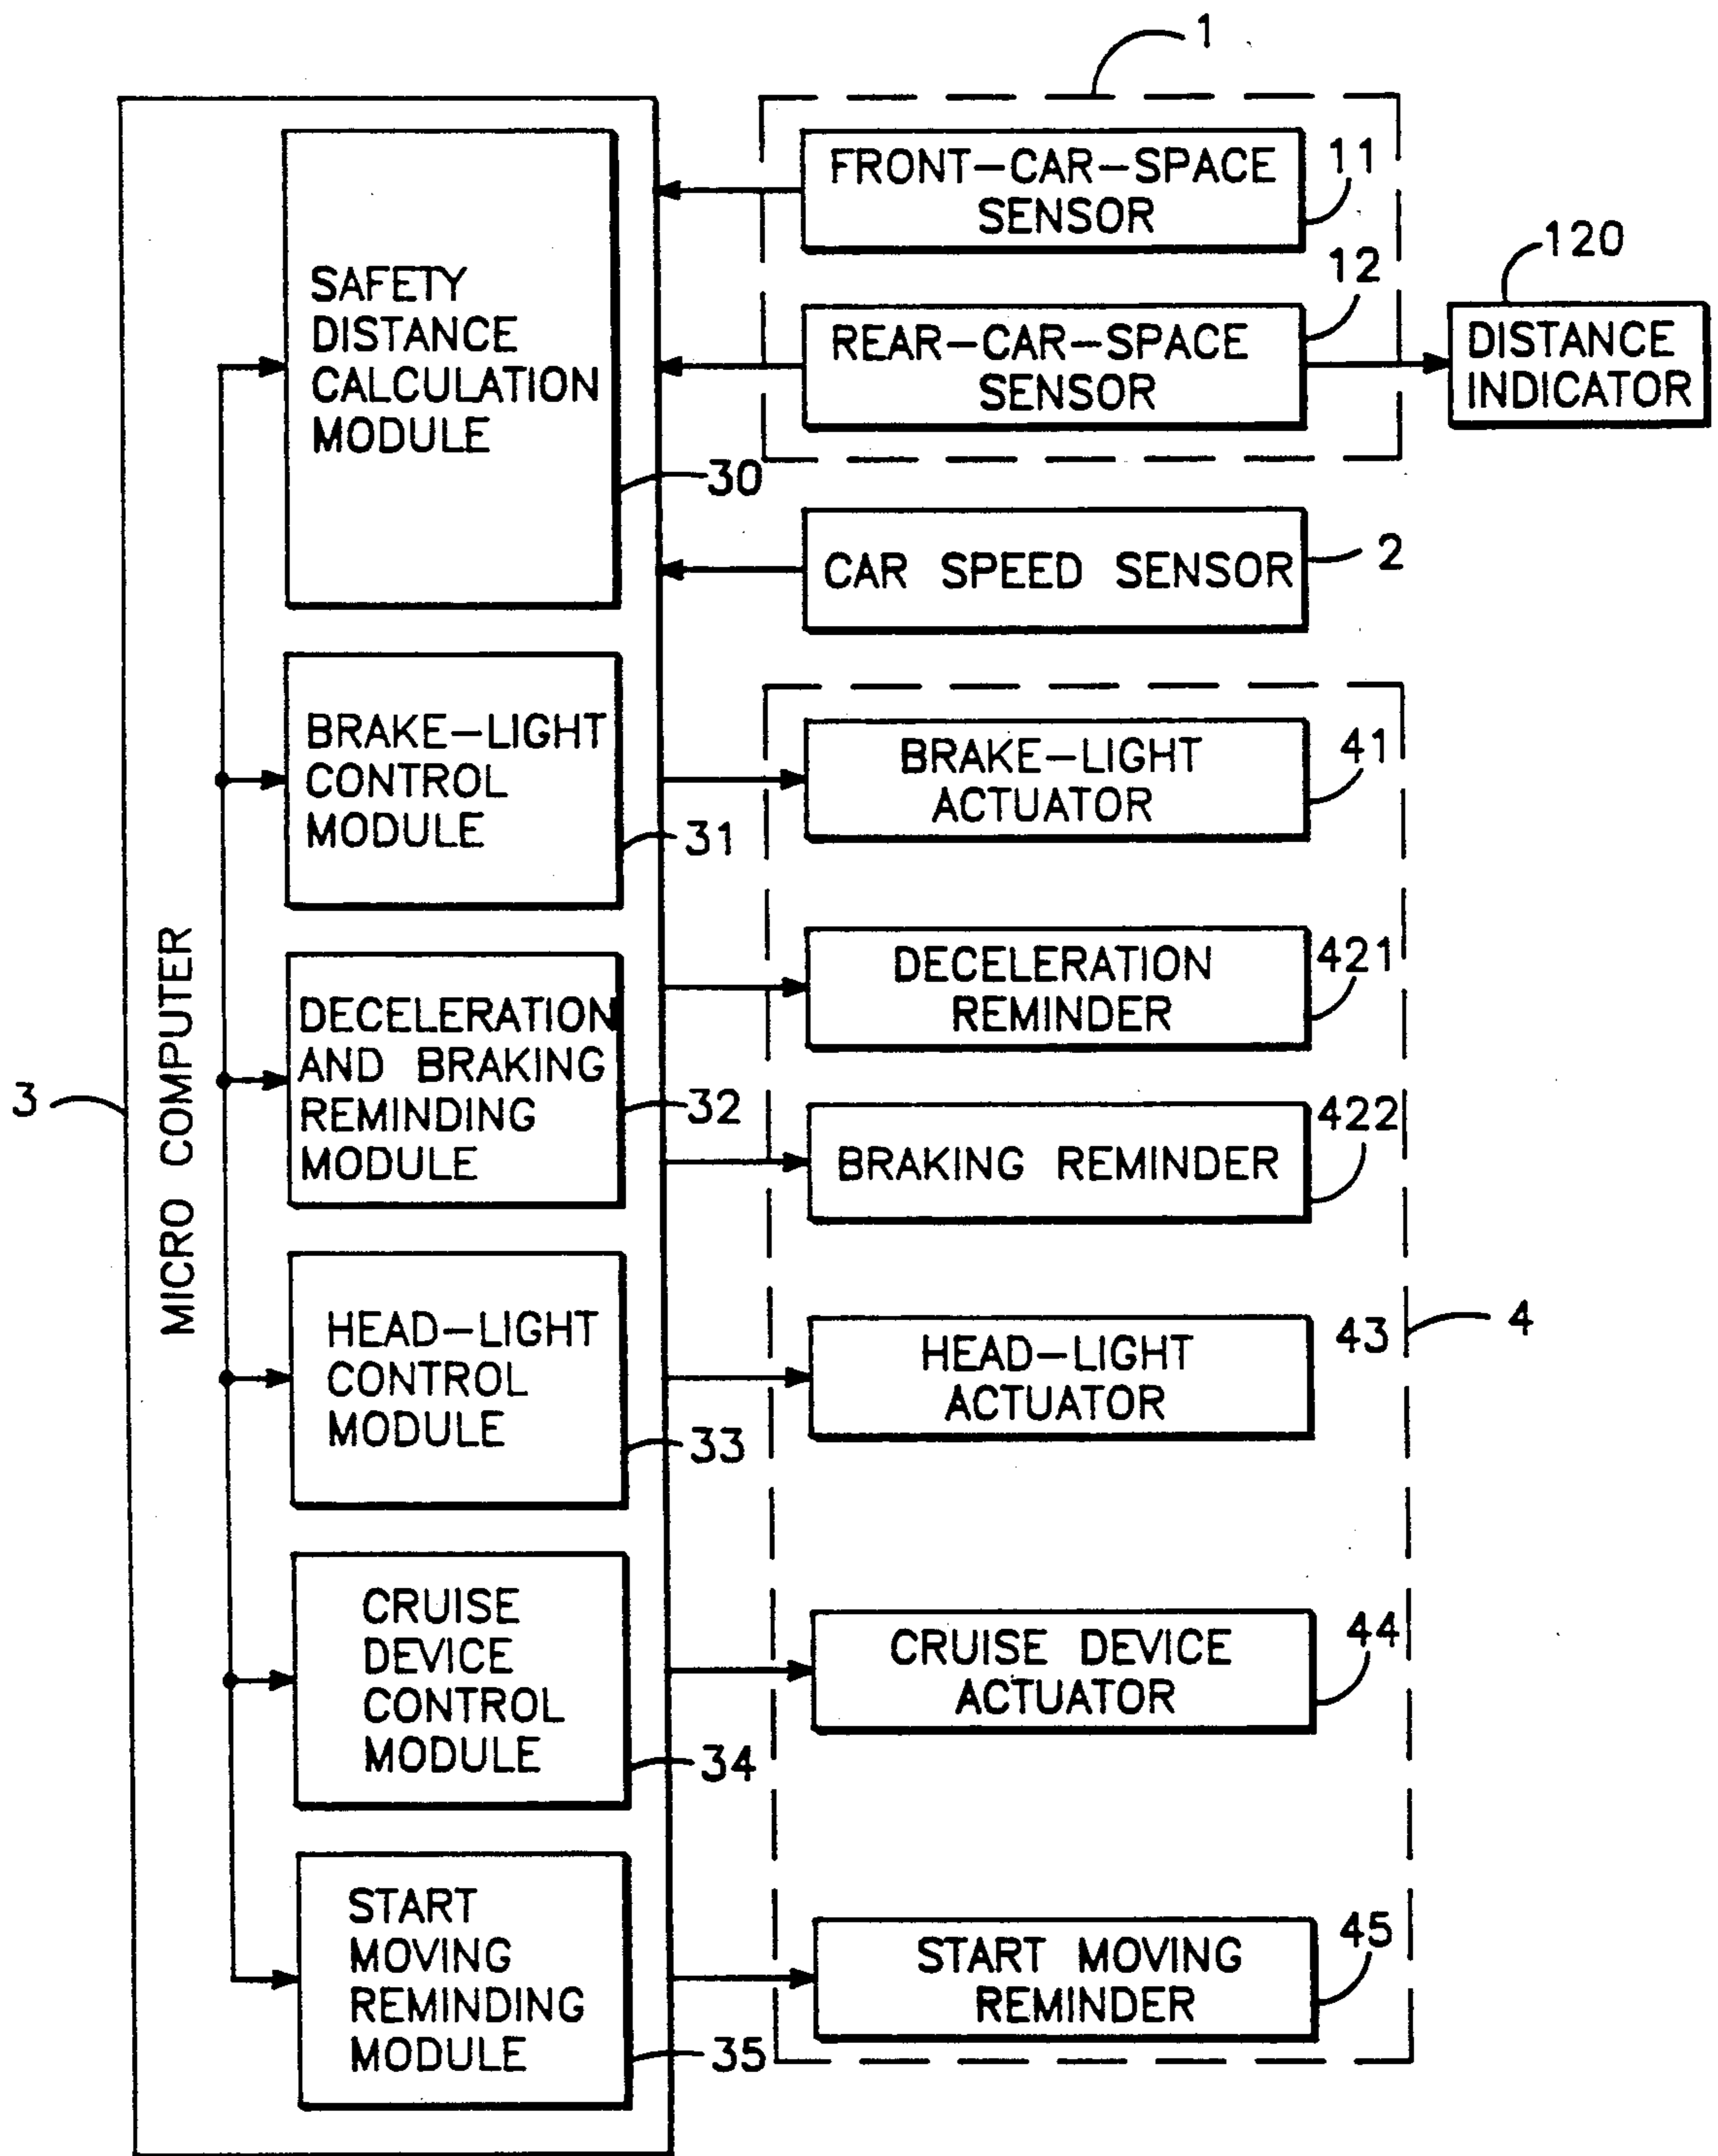 1
FRONT-CAR-SPACE
SENSOR
11
REAR-CAR-SPACE
SENSOR
12
120
DISTANCE
INDICATOR
SAFETY
DISTANCE
CALCULATION
MODULE
30
CAR SPEED SENSOR
2
BRAKE-LIGHT
CONTROL
MODULE
31
BRAKE-LIGHT
ACTUATOR
41
DECELERATION
REMINDER
421
3
MICRO COMPUTER
DECELERATION
AND BRAKING
REMINDING
MODULE
32
BRAKING REMINDER
422
HEAD-LIGHT
CONTROL
MODULE
33
HEAD-LIGHT
ACTUATOR
43
4
CRUISE
DEVICE
CONTROL
MODULE
34
CRUISE DEVICE
ACTUATOR
44
START
MOVING
REMINDING
MODULE
35
START MOVING
REMINDER
45